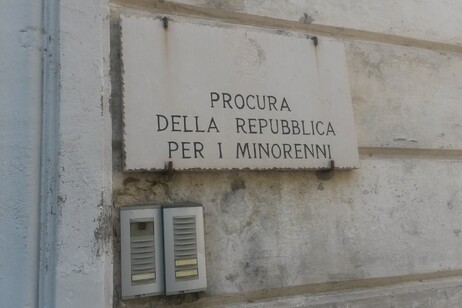 PROCURA
DELLA REPUBBLICA
PER I MINORENNI